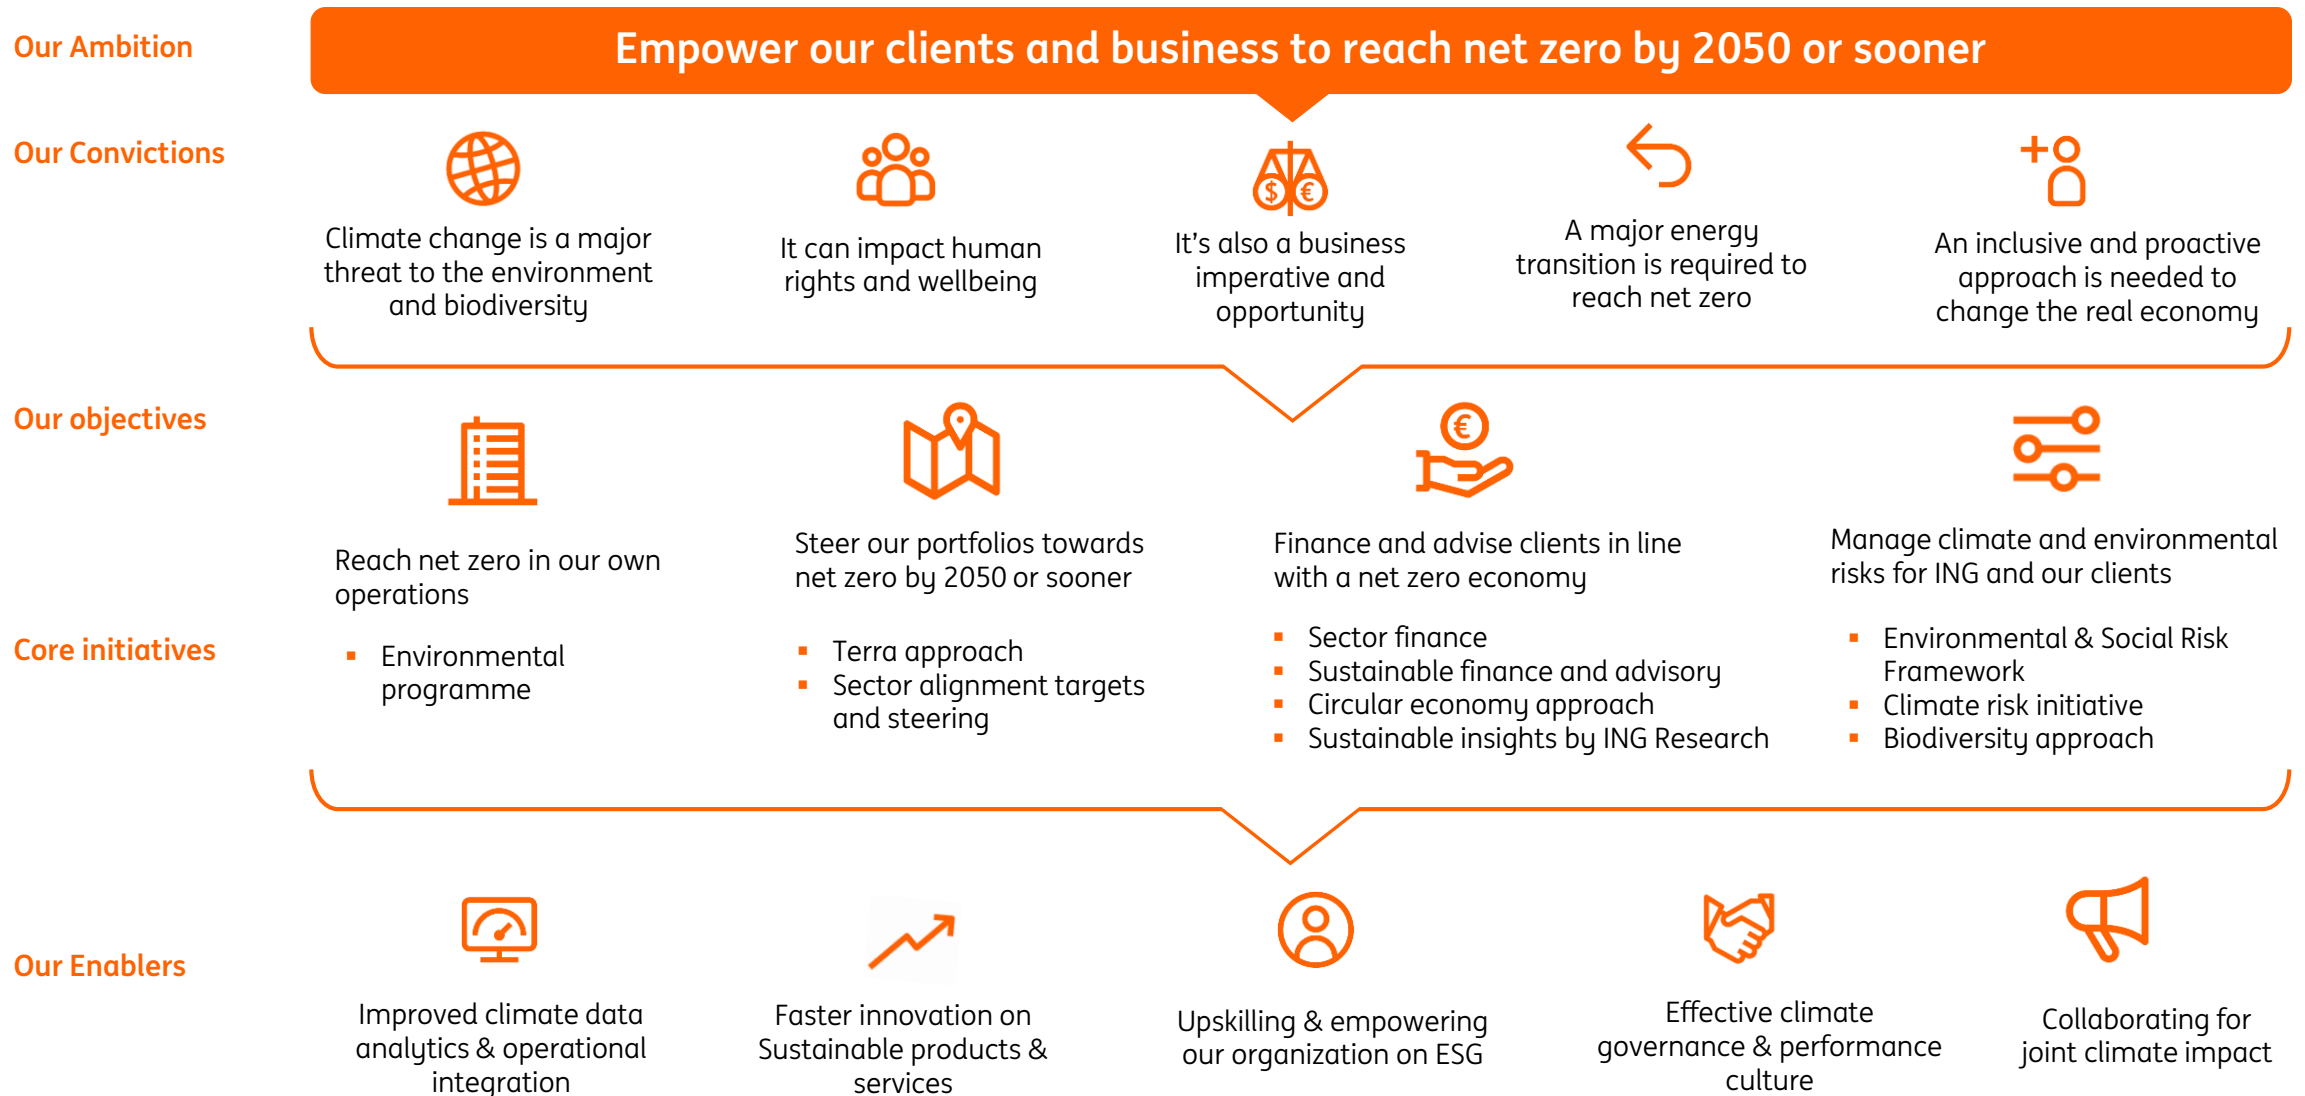 Our Ambition
Empower our clients and business to reach net zero by 2050 or sooner
Our Convictions
$ €
Climate change is a major
threat to the environment
and biodiversity
It can impact human
rights and wellbeing
It's also a business
imperative and
opportunity
A major energy
transition is required to
reach net zero
An inclusive and proactive
approach is needed to
change the real economy
Our objectives
€
Reach net zero in our own
operations
Steer our portfolios towards
net zero by 2050 or sooner
Finance and advise clients in line
with a net zero economy
Manage climate and environmental
risks for ING and our clients
Core initiatives
▪ Environmental
programme
▪ Terra approach
▪ Sector alignment targets
and steering
▪ Sector finance
▪ Sustainable finance and advisory
▪ Circular economy approach
▪ Sustainable insights by ING Research
▪ Environmental & Social Risk
Framework
▪ Climate risk initiative
▪ Biodiversity approach
Our Enablers
Improved climate data
analytics & operational
integration
Faster innovation on
Sustainable products &
services
Upskilling & empowering
our organization on ESG
Effective climate
governance & performance
culture
Collaborating for
joint climate impact